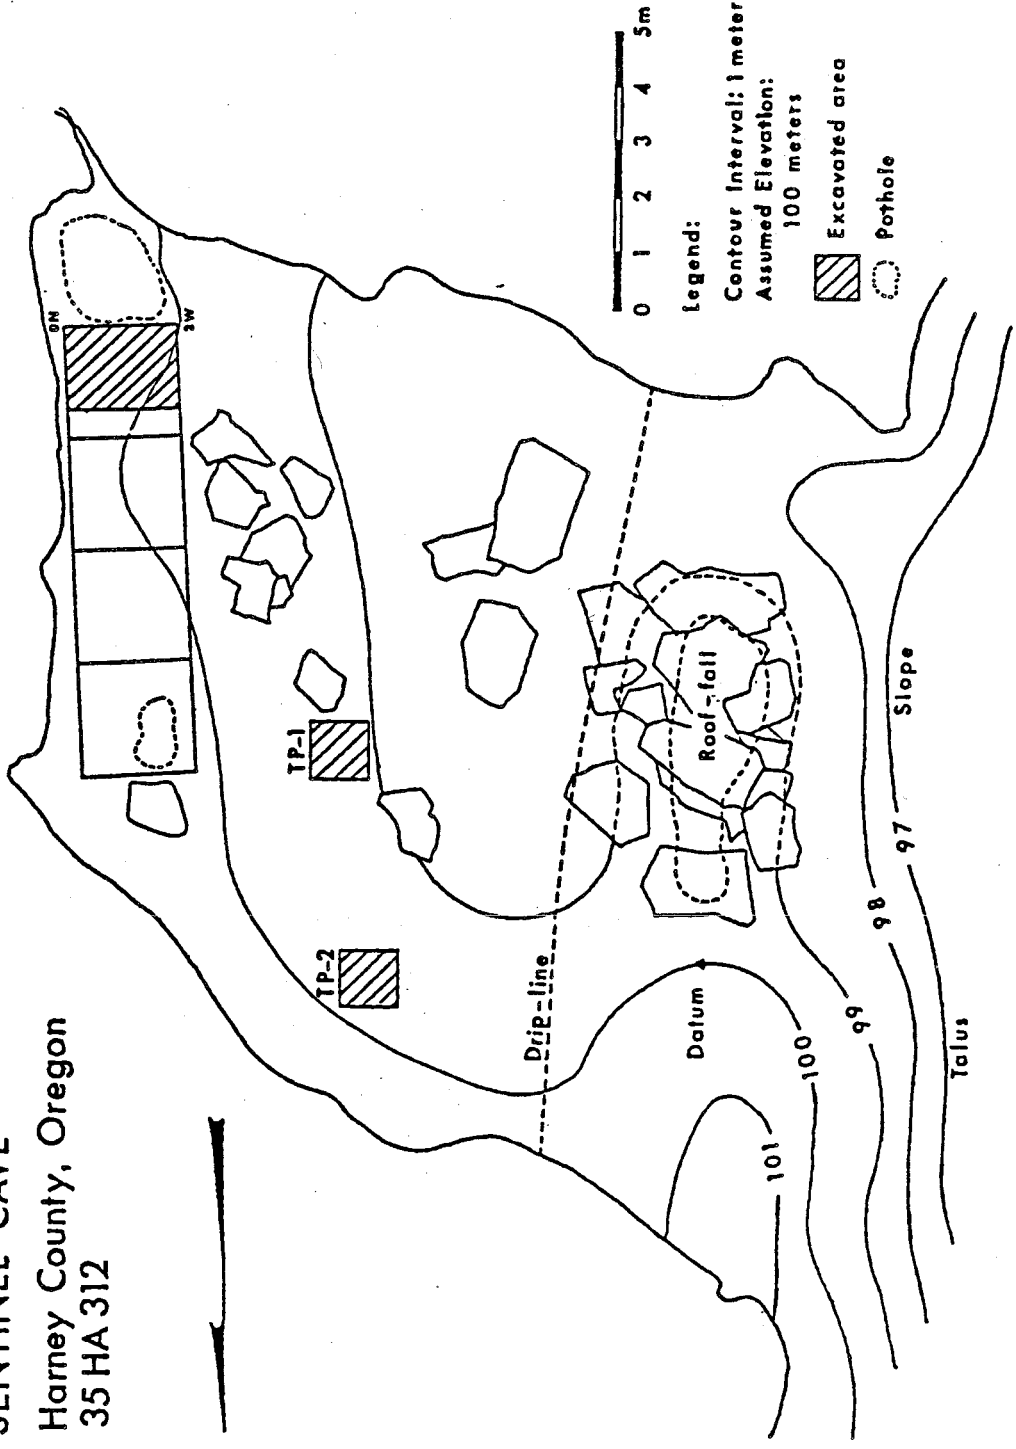 SENTINEL CAVE
Harney County, Oregon
35 HA 312
0N
2W
TP-1
TP-2
Drip-line
Datum
Roof-fall
101
100
99
98
97
Talus
Slope
0 1 2 3 4 5m
Legend:
Contour Interval: 1 meter
Assumed Elevation:
100 meters
Excavated area
Pothole